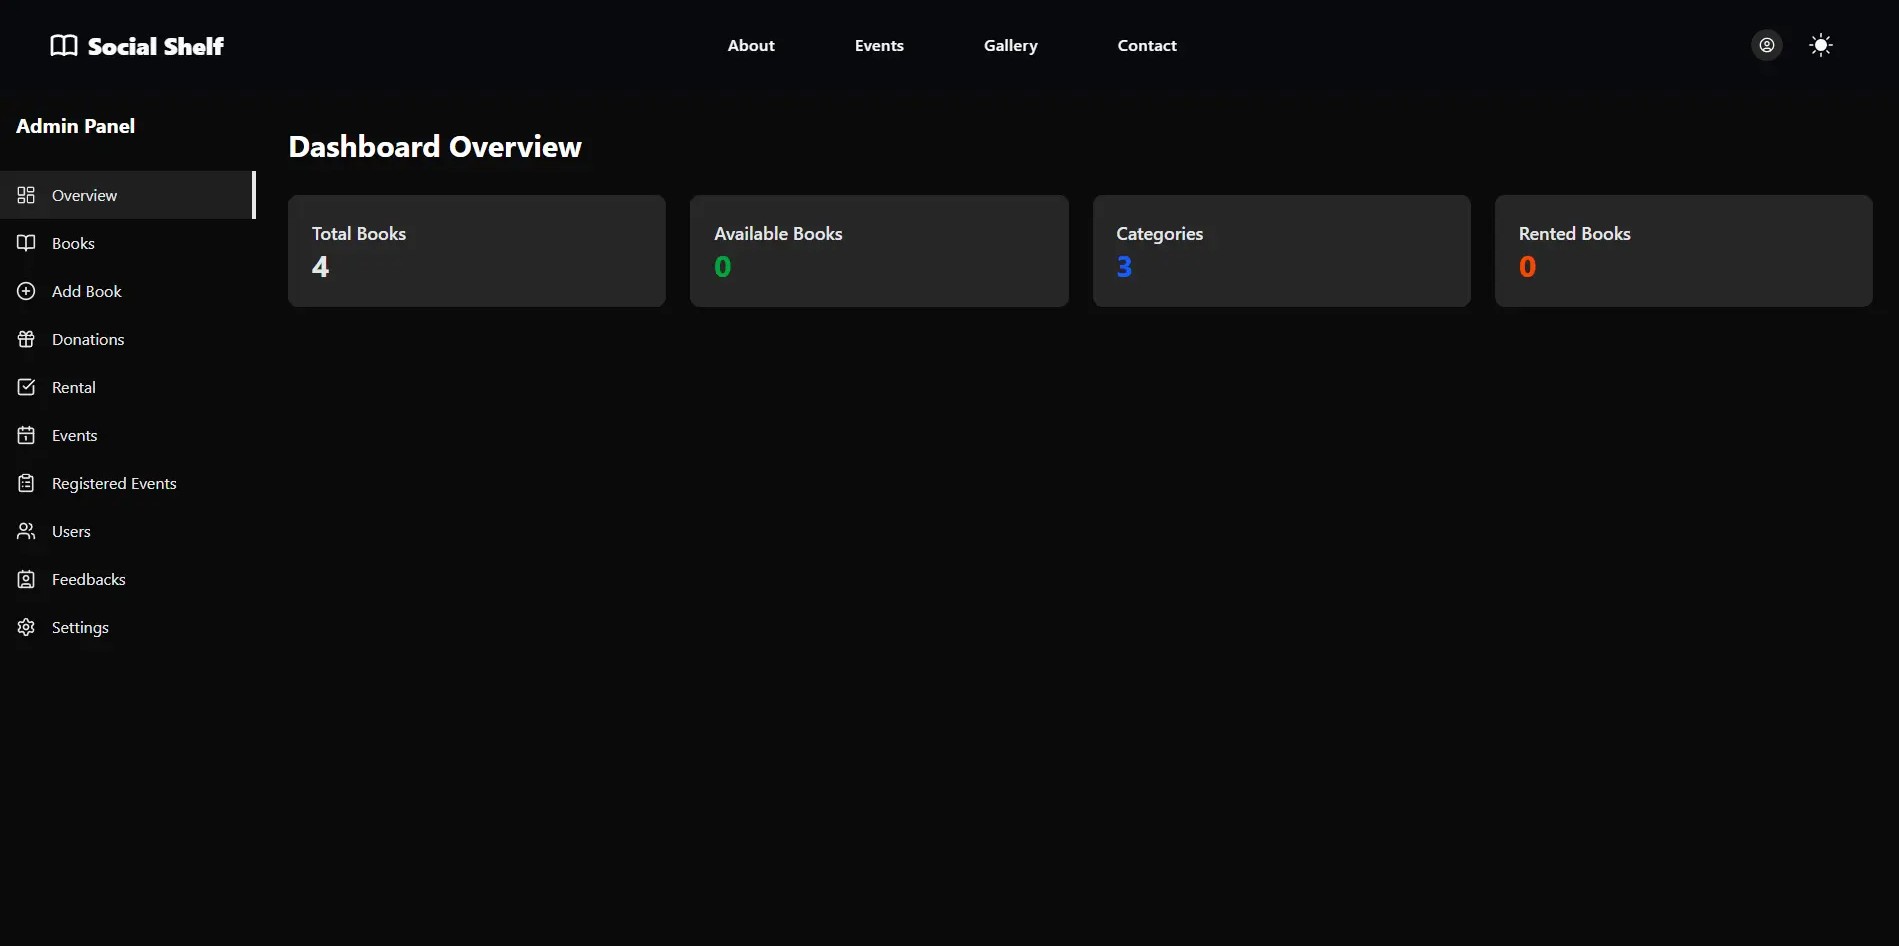 Social Shelf
About
Events
Gallery
Contact
Admin Panel
Overview
Books
Add Book
Donations
Rental
Events
Registered Events
Users
Feedbacks
Settings
Dashboard Overview
Total Books
4
Available Books
0
Categories
3
Rented Books
0